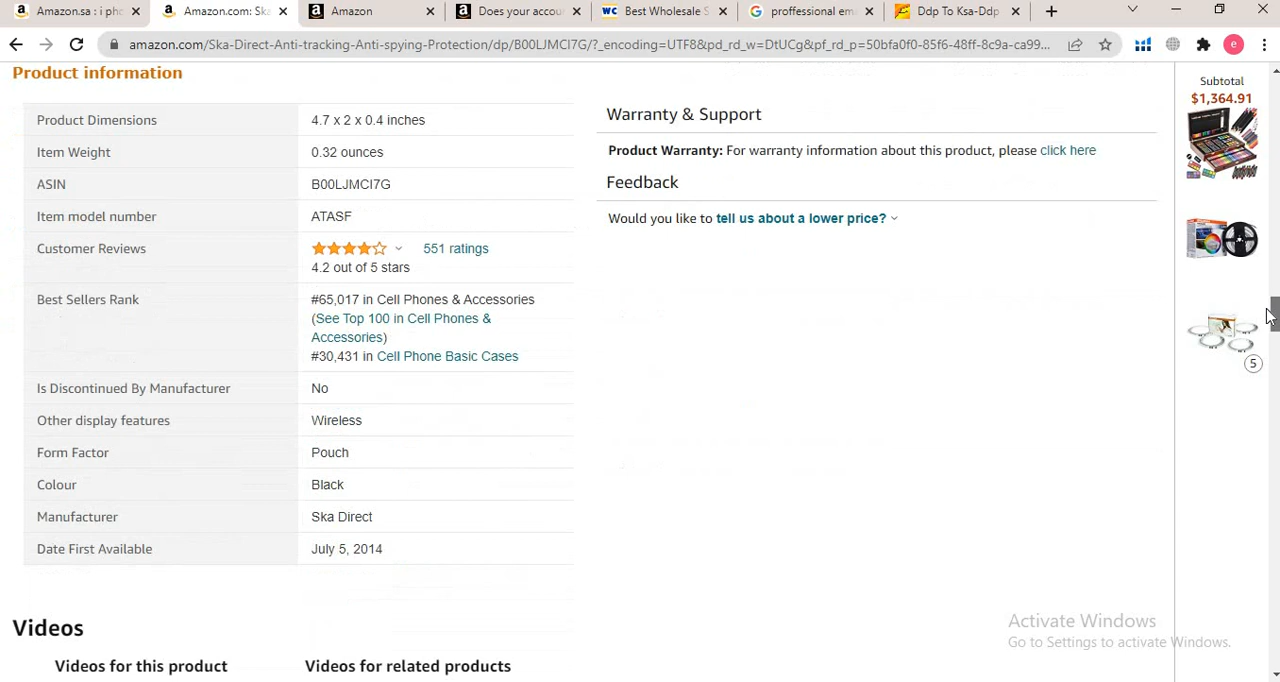 Amazon.sa : i pho
Amazon.com: Ska
Amazon
Does your accou
WC Best Wholesale S
G proffessional em
Ddp To Ksa-Ddp
amazon.com/Ska-Direct-Anti-tracking-Anti-spying-Protection/dp/B00LJMCI7G/?_encoding=UTF8&pd_rd_w=DtUCg&pf_rd_p=50bfa0f0-85f6-48ff-8c9a-ca99...
e
Product information
Product Dimensions 4.7 x 2 x 0.4 inches
Item Weight 0.32 ounces
ASIN B00LJMCI7G
Item model number ATASF
Customer Reviews 551 ratings
4.2 out of 5 stars
Best Sellers Rank #65,017 in Cell Phones & Accessories
(See Top 100 in Cell Phones &
Accessories)
#30,431 in Cell Phone Basic Cases
Is Discontinued By Manufacturer No
Other display features Wireless
Form Factor Pouch
Colour Black
Manufacturer Ska Direct
Date First Available July 5, 2014
Warranty & Support
Product Warranty: For warranty information about this product, please click here
Feedback
Would you like to tell us about a lower price?
Subtotal
$1,364.91
5
Videos
Videos for this product Videos for related products
Activate Windows
Go to Settings to activate Windows.